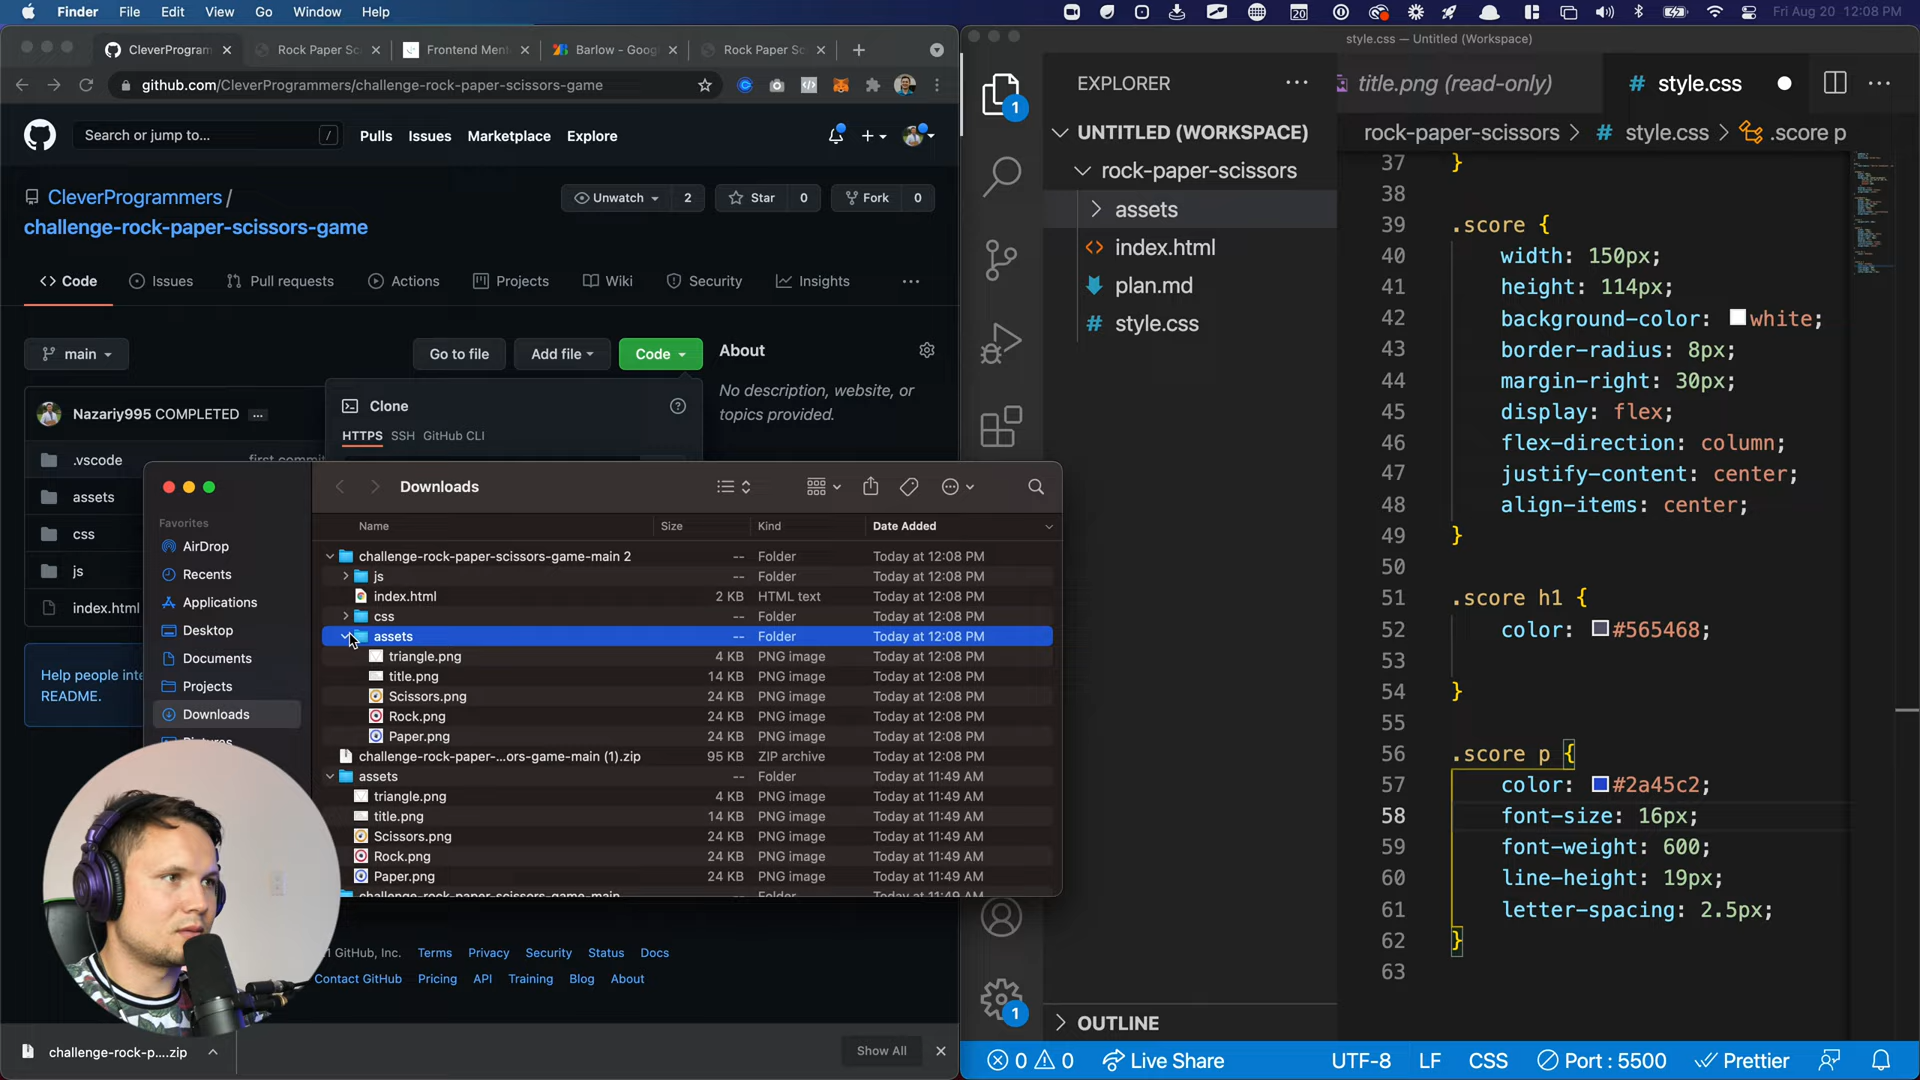 Finder File Edit View Go Window Help
20 Fri Aug 20 12:08 PM
CleverProgram
Rock Paper Sc
Frontend Ment
Barlow - Goog
Rock Paper Sc
github.com/CleverProgrammers/challenge-rock-paper-scissors-game
Search or jump to... /
Pulls Issues Marketplace Explore
CleverProgrammers /
challenge-rock-paper-scissors-game
Unwatch 2 Star 0 Fork 0
Code Issues Pull requests Actions Projects Wiki Security Insights
main
Go to file Add file Code
About
No description, website, or
topics provided.
Nazariy995 COMPLETED
Clone
HTTPS SSH GitHub CLI
.vscode first commi
assets
css
js
index.html
Help people inte
README.
Downloads
Favorites
AirDrop
Recents
Applications
Desktop
Documents
Projects
Downloads
Pictures
Name Size Kind Date Added
challenge-rock-paper-scissors-game-main 2 -- Folder Today at 12:08 PM
js -- Folder Today at 12:08 PM
index.html 2 KB HTML text Today at 12:08 PM
css -- Folder Today at 12:08 PM
assets -- Folder Today at 12:08 PM
triangle.png 4 KB PNG image Today at 12:08 PM
title.png 14 KB PNG image Today at 12:08 PM
Scissors.png 24 KB PNG image Today at 12:08 PM
Rock.png 24 KB PNG image Today at 12:08 PM
Paper.png 24 KB PNG image Today at 12:08 PM
challenge-rock-paper-...ors-game-main (1).zip 95 KB ZIP archive Today at 12:08 PM
assets -- Folder Today at 11:49 AM
triangle.png 4 KB PNG image Today at 11:49 AM
title.png 14 KB PNG image Today at 11:49 AM
Scissors.png 24 KB PNG image Today at 11:49 AM
Rock.png 24 KB PNG image Today at 11:49 AM
Paper.png 24 KB PNG image Today at 11:49 AM
challenge-rock-paper-scissors-game-main -- Folder Today at 11:49 AM
GitHub, Inc. Terms Privacy Security Status Docs
Contact GitHub Pricing API Training Blog About
challenge-rock-p....zip
Show All
style.css — Untitled (Workspace)
EXPLORER
1
UNTITLED (WORKSPACE)
rock-paper-scissors
assets
index.html
plan.md
style.css
OUTLINE
1
title.png (read-only)
# style.css
rock-paper-scissors > # style.css > .score p
37 }
38
39 .score {
40 width: 150px;
41 height: 114px;
42 background-color: white;
43 border-radius: 8px;
44 margin-right: 30px;
45 display: flex;
46 flex-direction: column;
47 justify-content: center;
48 align-items: center;
49 }
50
51 .score h1 {
52 color: #565468;
53
54 }
55
56 .score p {
57 color: #2a45c2;
58 font-size: 16px;
59 font-weight: 600;
60 line-height: 19px;
61 letter-spacing: 2.5px;
62 }
63
0 0 Live Share UTF-8 LF CSS Port : 5500 Prettier